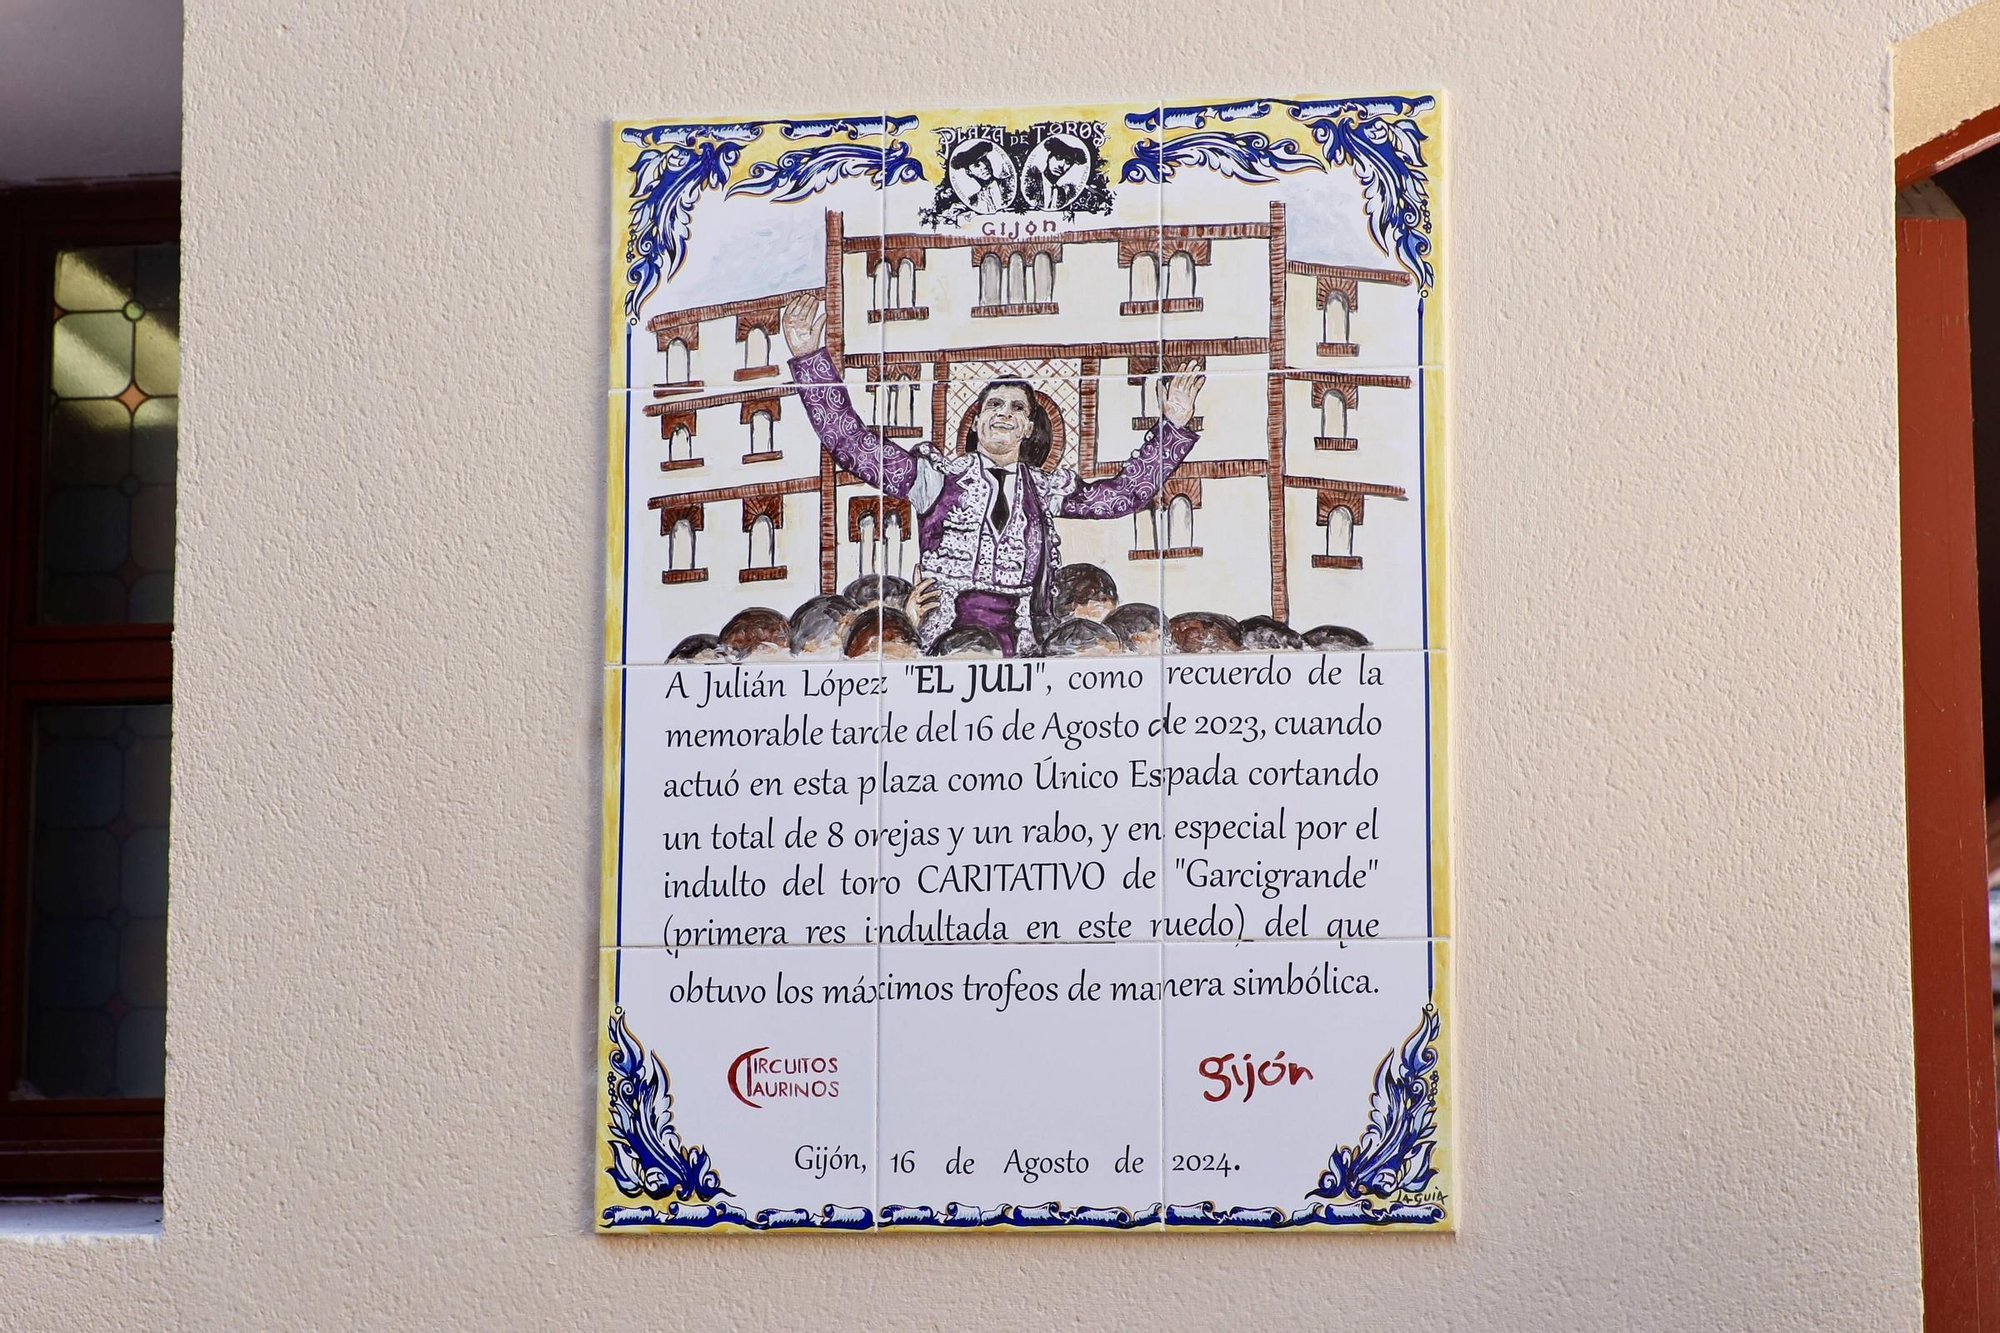 PLAZA DE TOROS
Gijón
A Julián López "EL JULI", como recuerdo de la
memorable tarde del 16 de Agosto de 2023, cuando
actuó en esta plaza como Único Espada cortando
un total de 8 orejas y un rabo, y en especial por el
indulto del toro CARITATIVO de "Garcigrande"
(primera res indultada en este ruedo) del que
obtuvo los máximos trofeos de manera simbólica.
CIRCUITOS
TAURINOS
gijón
Gijón, 16 de Agosto de 2024.
LAGUIA